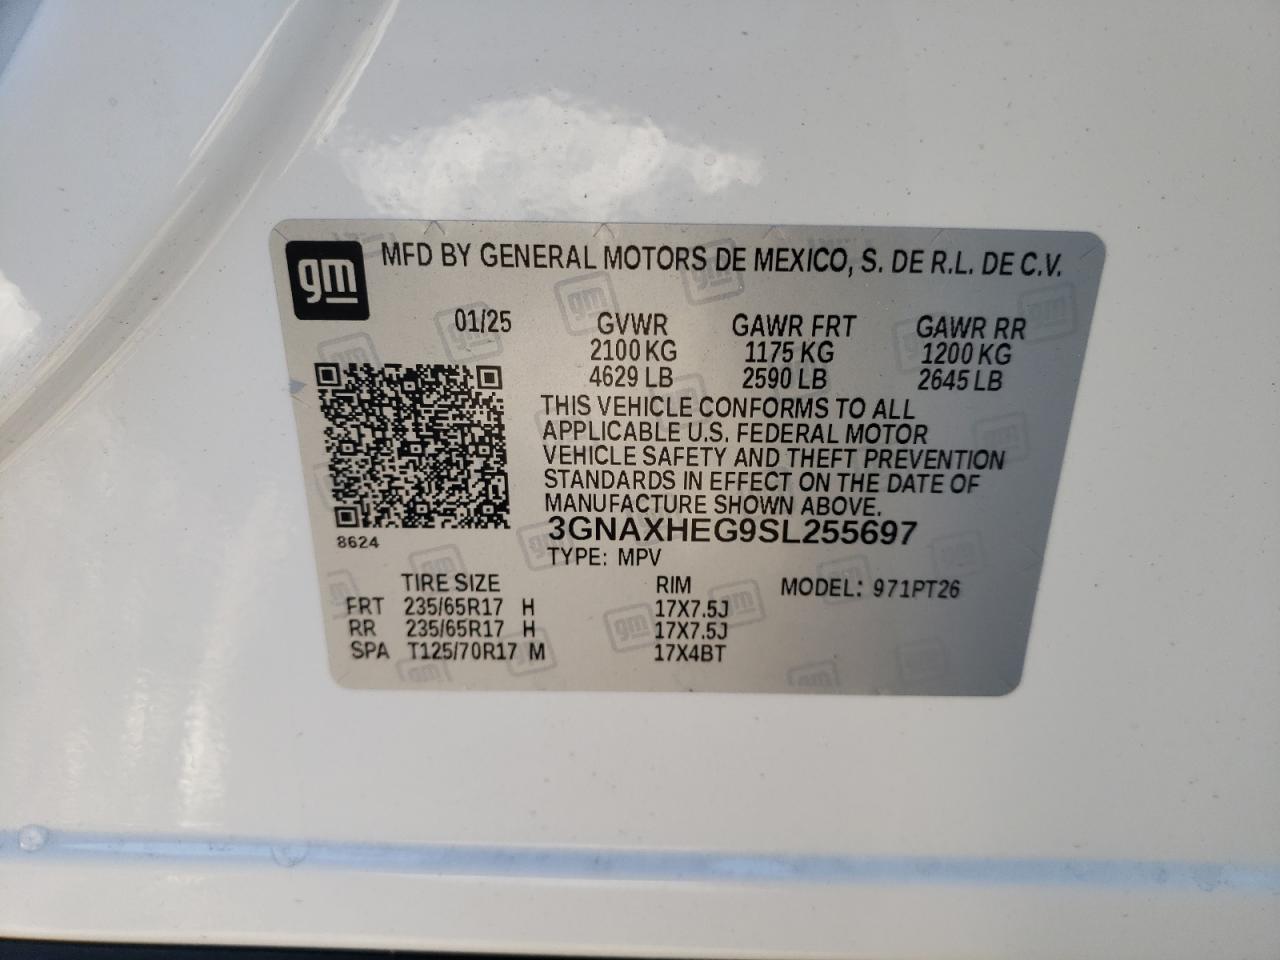 gm MFD BY GENERAL MOTORS DE MEXICO, S. DE R.L. DE C.V.
01/25 GVWR GAWR FRT GAWR RR
2100 KG 1175 KG 1200 KG
4629 LB 2590 LB 2645 LB
THIS VEHICLE CONFORMS TO ALL
APPLICABLE U.S. FEDERAL MOTOR
VEHICLE SAFETY AND THEFT PREVENTION
STANDARDS IN EFFECT ON THE DATE OF
MANUFACTURE SHOWN ABOVE.
3GNAXHEG9SL255697
8624
TYPE: MPV
TIRE SIZE RIM MODEL: 971PT26
FRT 235/65R17 H 17X7.5J
RR 235/65R17 H 17X7.5J
SPA T125/70R17 M 17X4BT